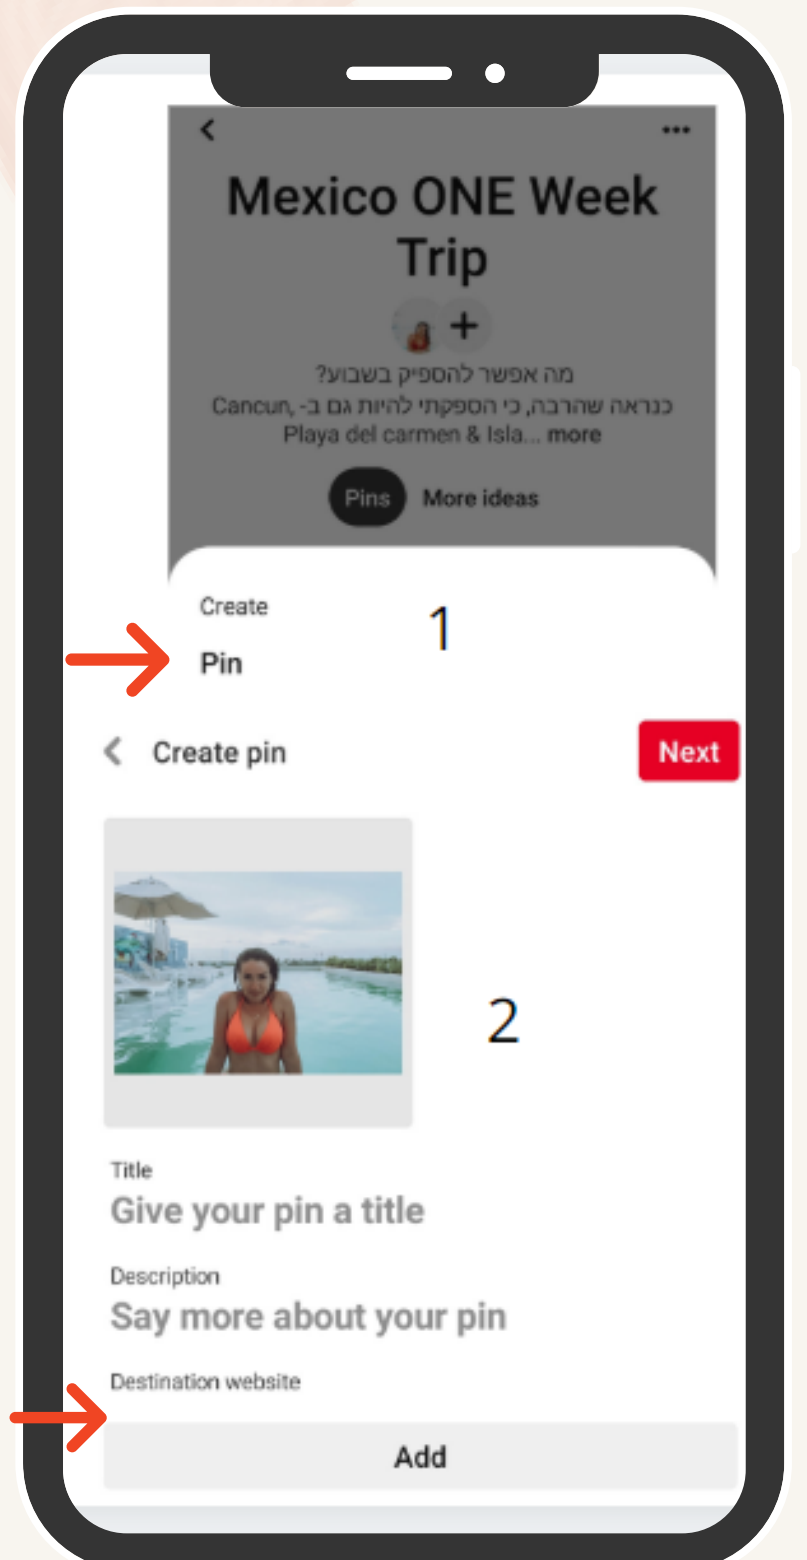 Mexico ONE Week
Trip
מה אפשר להספיק בשבוע?
כנראה שהרבה, כי הספקתי להיות גם ב- Cancun,
Playa del carmen & Isla... more
Pins More ideas
Create
1
Pin
Create pin
Next
2
Title
Give your pin a title
Description
Say more about your pin
Destination website
Add